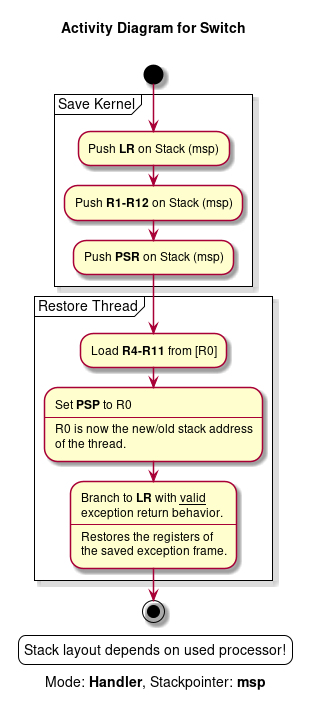 Activity Diagram for Switch
Save Kernel
Push LR on Stack (msp)
Push R1-R12 on Stack (msp)
Push PSR on Stack (msp)
Restore Thread
Load R4-R11 from [R0]
Set PSP to R0
R0 is now the new/old stack address
of the thread.
Branch to LR with valid
exception return behavior.
Restores the registers of
the saved exception frame.
Stack layout depends on used processor!
Mode: Handler, Stackpointer: msp